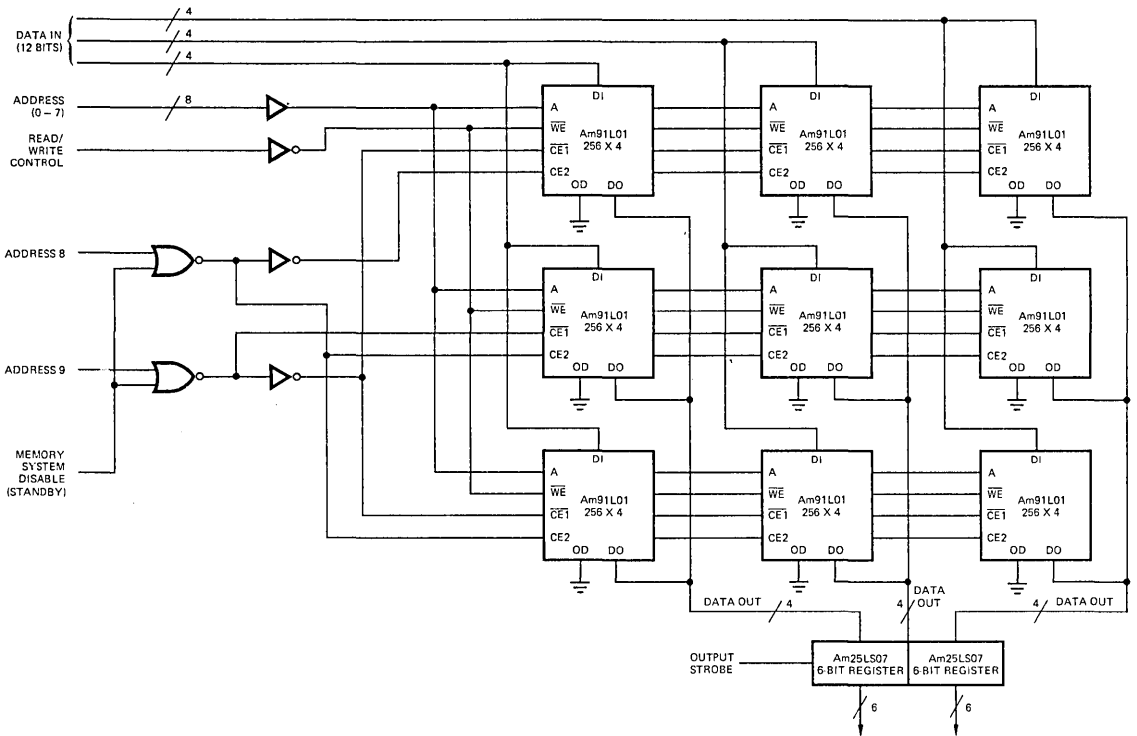 DATA IN
(12 BITS)
4
4
4
ADDRESS
(0 – 7)
8
READ/
WRITE
CONTROL
ADDRESS 8
ADDRESS 9
MEMORY
SYSTEM
DISABLE
(STANDBY)
DI
A
WE
CE1
CE2
Am91L01
256 X 4
OD DO
DI
A
WE
CE1
CE2
Am91L01
256 X 4
OD DO
DI
A
WE
CE1
CE2
Am91L01
256 X 4
OD DO
DI
A
WE
CE1
CE2
Am91L01
256 X 4
OD DO
DI
A
WE
CE1
CE2
Am91L01
256 X 4
OD DO
DI
A
WE
CE1
CE2
Am91L01
256 X 4
OD DO
DI
A
WE
CE1
CE2
Am91L01
256 X 4
OD DO
DI
A
WE
CE1
CE2
Am91L01
256 X 4
OD DO
DI
A
WE
CE1
CE2
Am91L01
256 X 4
OD DO
DATA OUT 4
4 DATA
OUT
4 DATA OUT
OUTPUT
STROBE
Am25LS07
6-BIT REGISTER
Am25LS07
6-BIT REGISTER
6
6